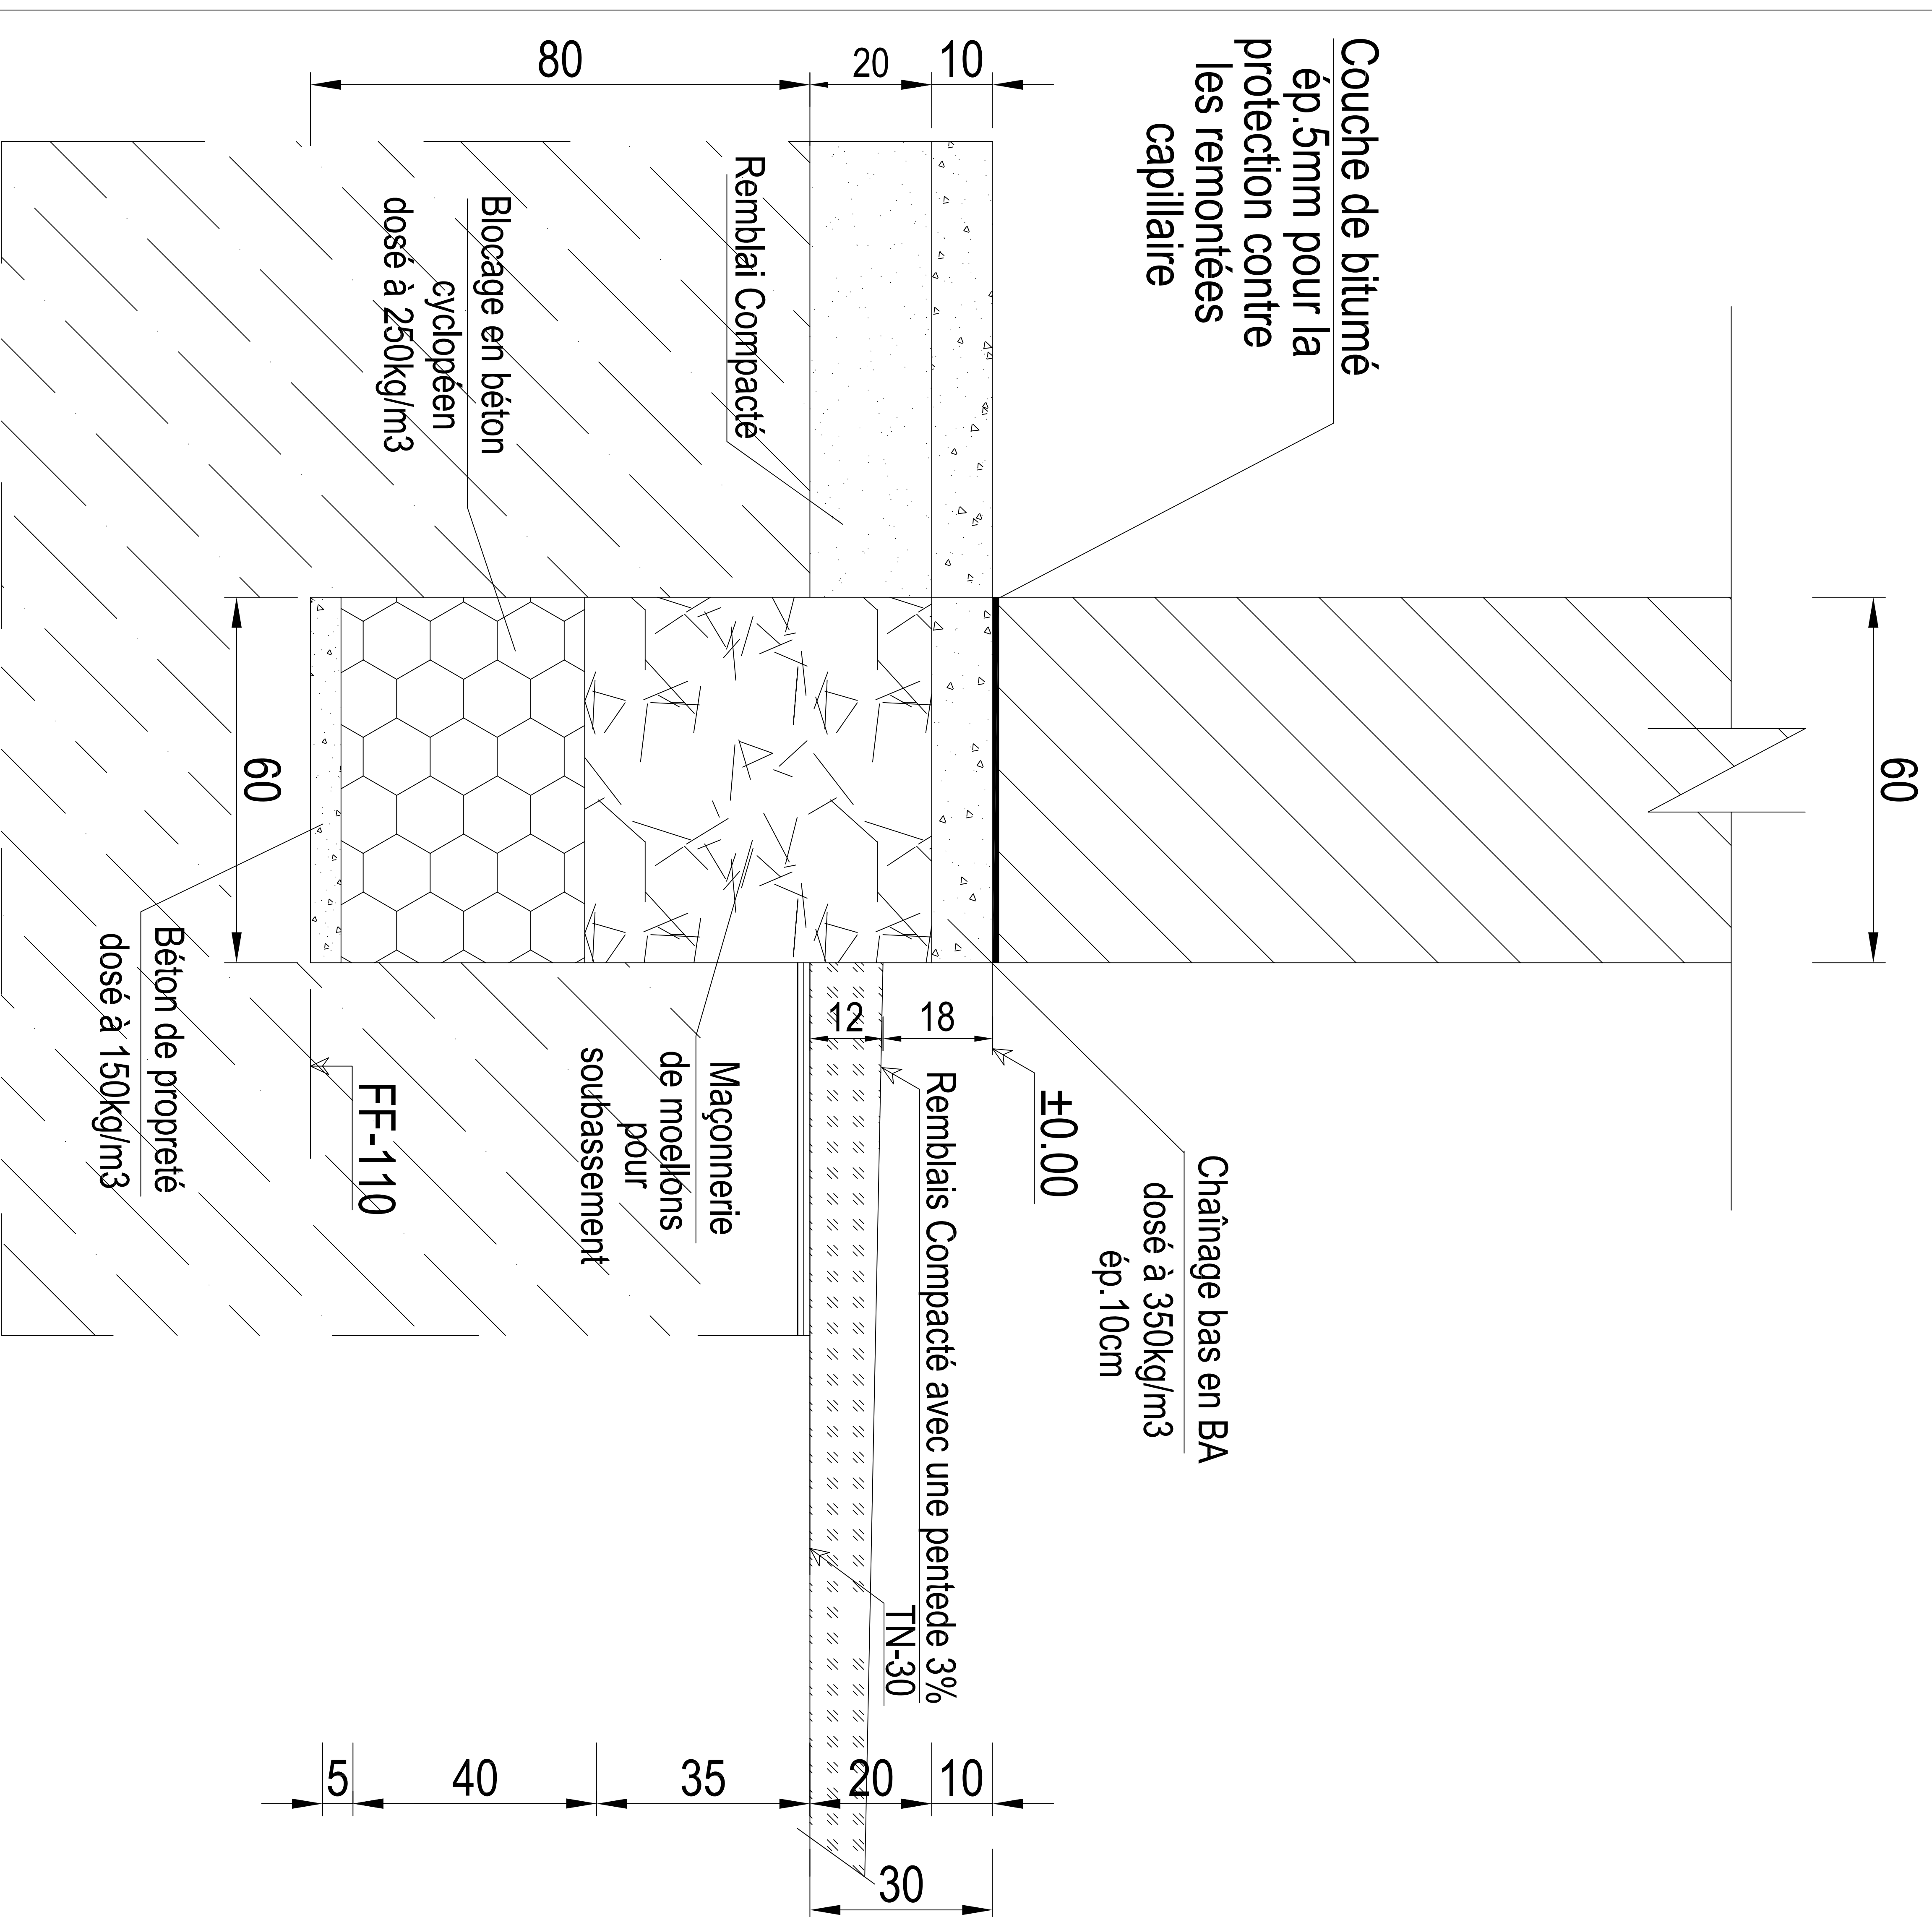 60
Couche de bitumé
ép.5mm pour la
protection contre
les remontées
capillaire
Chaînage bas en BA
dosé à 350kg/m3
ép.10cm
±0.00
10
20
80
18
12
Remblais Compacté avec une pentede 3%
TN-30
10
20
35
40
5
30
Remblai Compacté
Maçonnerie
de moellons
pour
soubassement
Blocage en béton
cyclopéen
dosé à 250kg/m3
FF-110
60
Béton de propreté
dosé à 150kg/m3